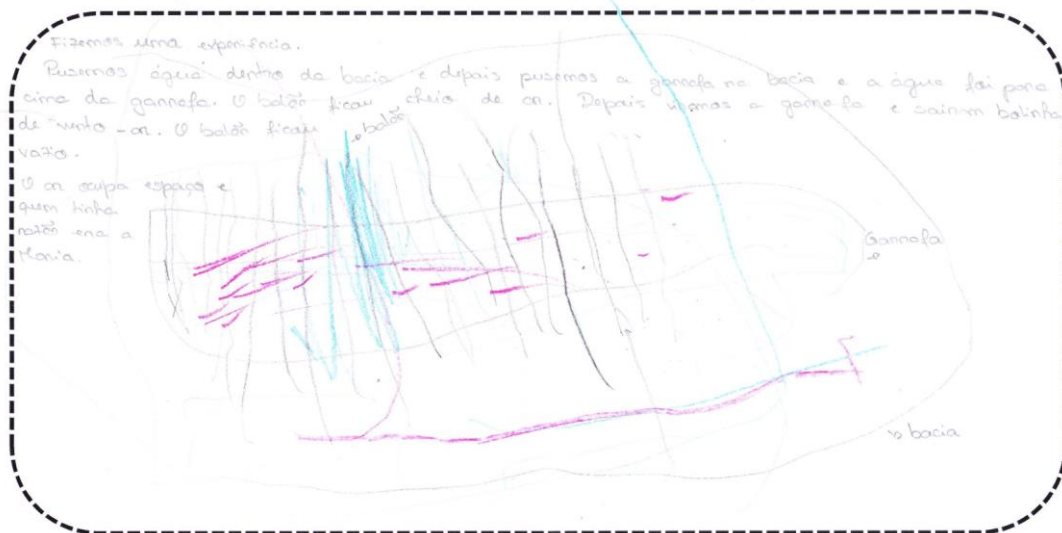 Fizemos uma experiência.
Pusemos água dentro da bacia e depois pusemos a garrafa na bacia e a água foi para
cima da garrafa. O balão ficou cheio de ar. Depois a garrafa e saíram bolinha
de vento - ar. O balão ficou
vazio.
O ar ocupa espaço e
quem tinha
razão era a
Maria.
balão
Garrafa
bacia